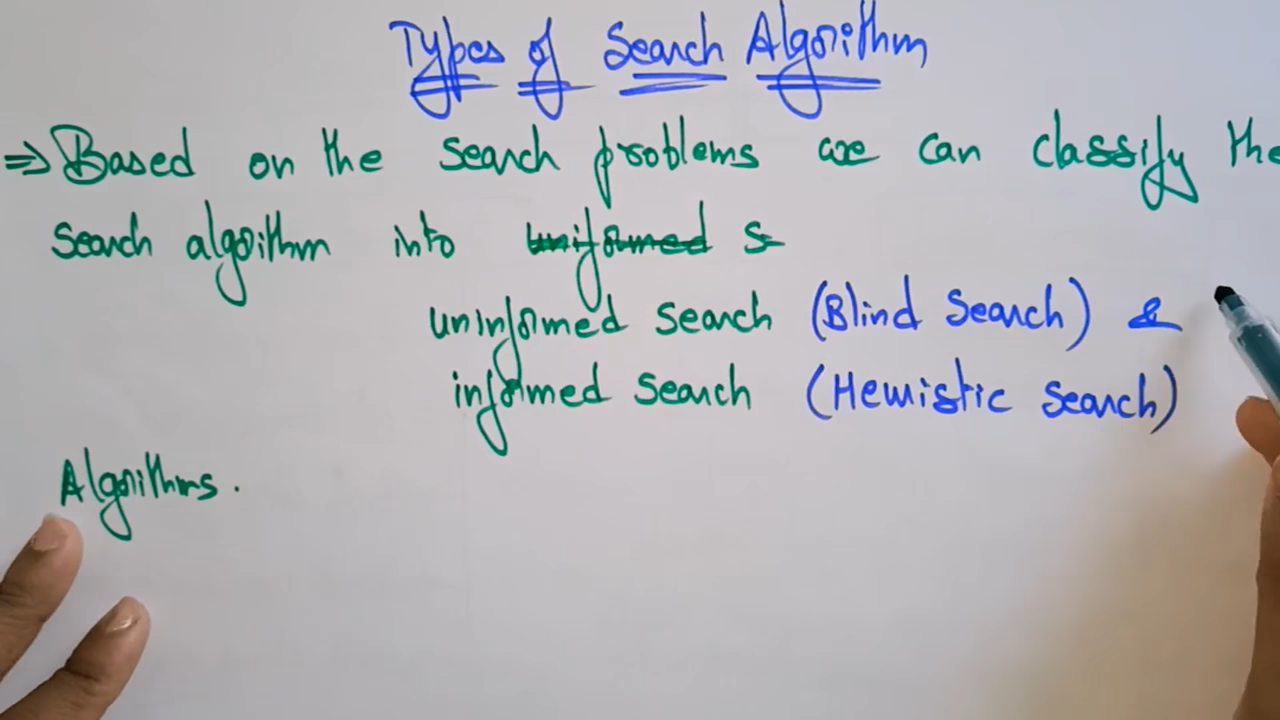 Types of Search Algorithm
⇒ Based on the search problems we can classify the
search algorithm into uniformed s
uninformed search (Blind Search) &
informed search (Heuristic search)
Algorithms.